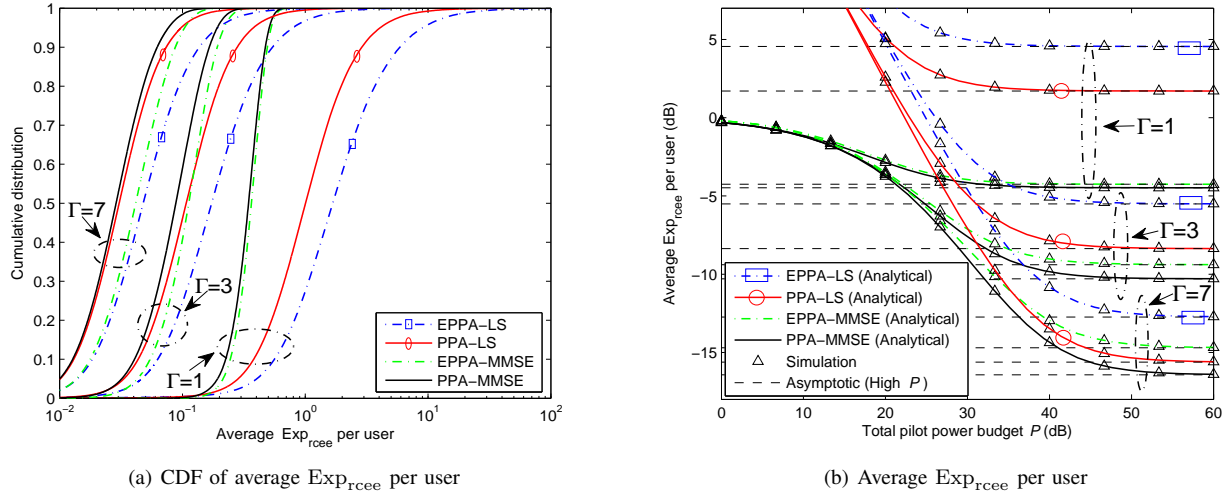 1
0.9
0.8
0.7
0.6
0.5
0.4
0.3
0.2
0.1
0
Cumulative distribution
Γ=7
Γ=3
Γ=1
EPPA−LS
PPA−LS
EPPA−MMSE
PPA−MMSE
10^−2 10^−1 10^0 10^1 10^2
Average Exp_rcee per user
(a) CDF of average Exp_rcee per user
5
0
−5
−10
−15
Average Exp_rcee per user (dB)
Γ=1
Γ=3
Γ=7
EPPA−LS (Analytical)
PPA−LS (Analytical)
EPPA−MMSE (Analytical)
PPA−MMSE (Analytical)
Simulation
Asymptotic (High P)
0 10 20 30 40 50 60
Total pilot power budget P (dB)
(b) Average Exp_rcee per user